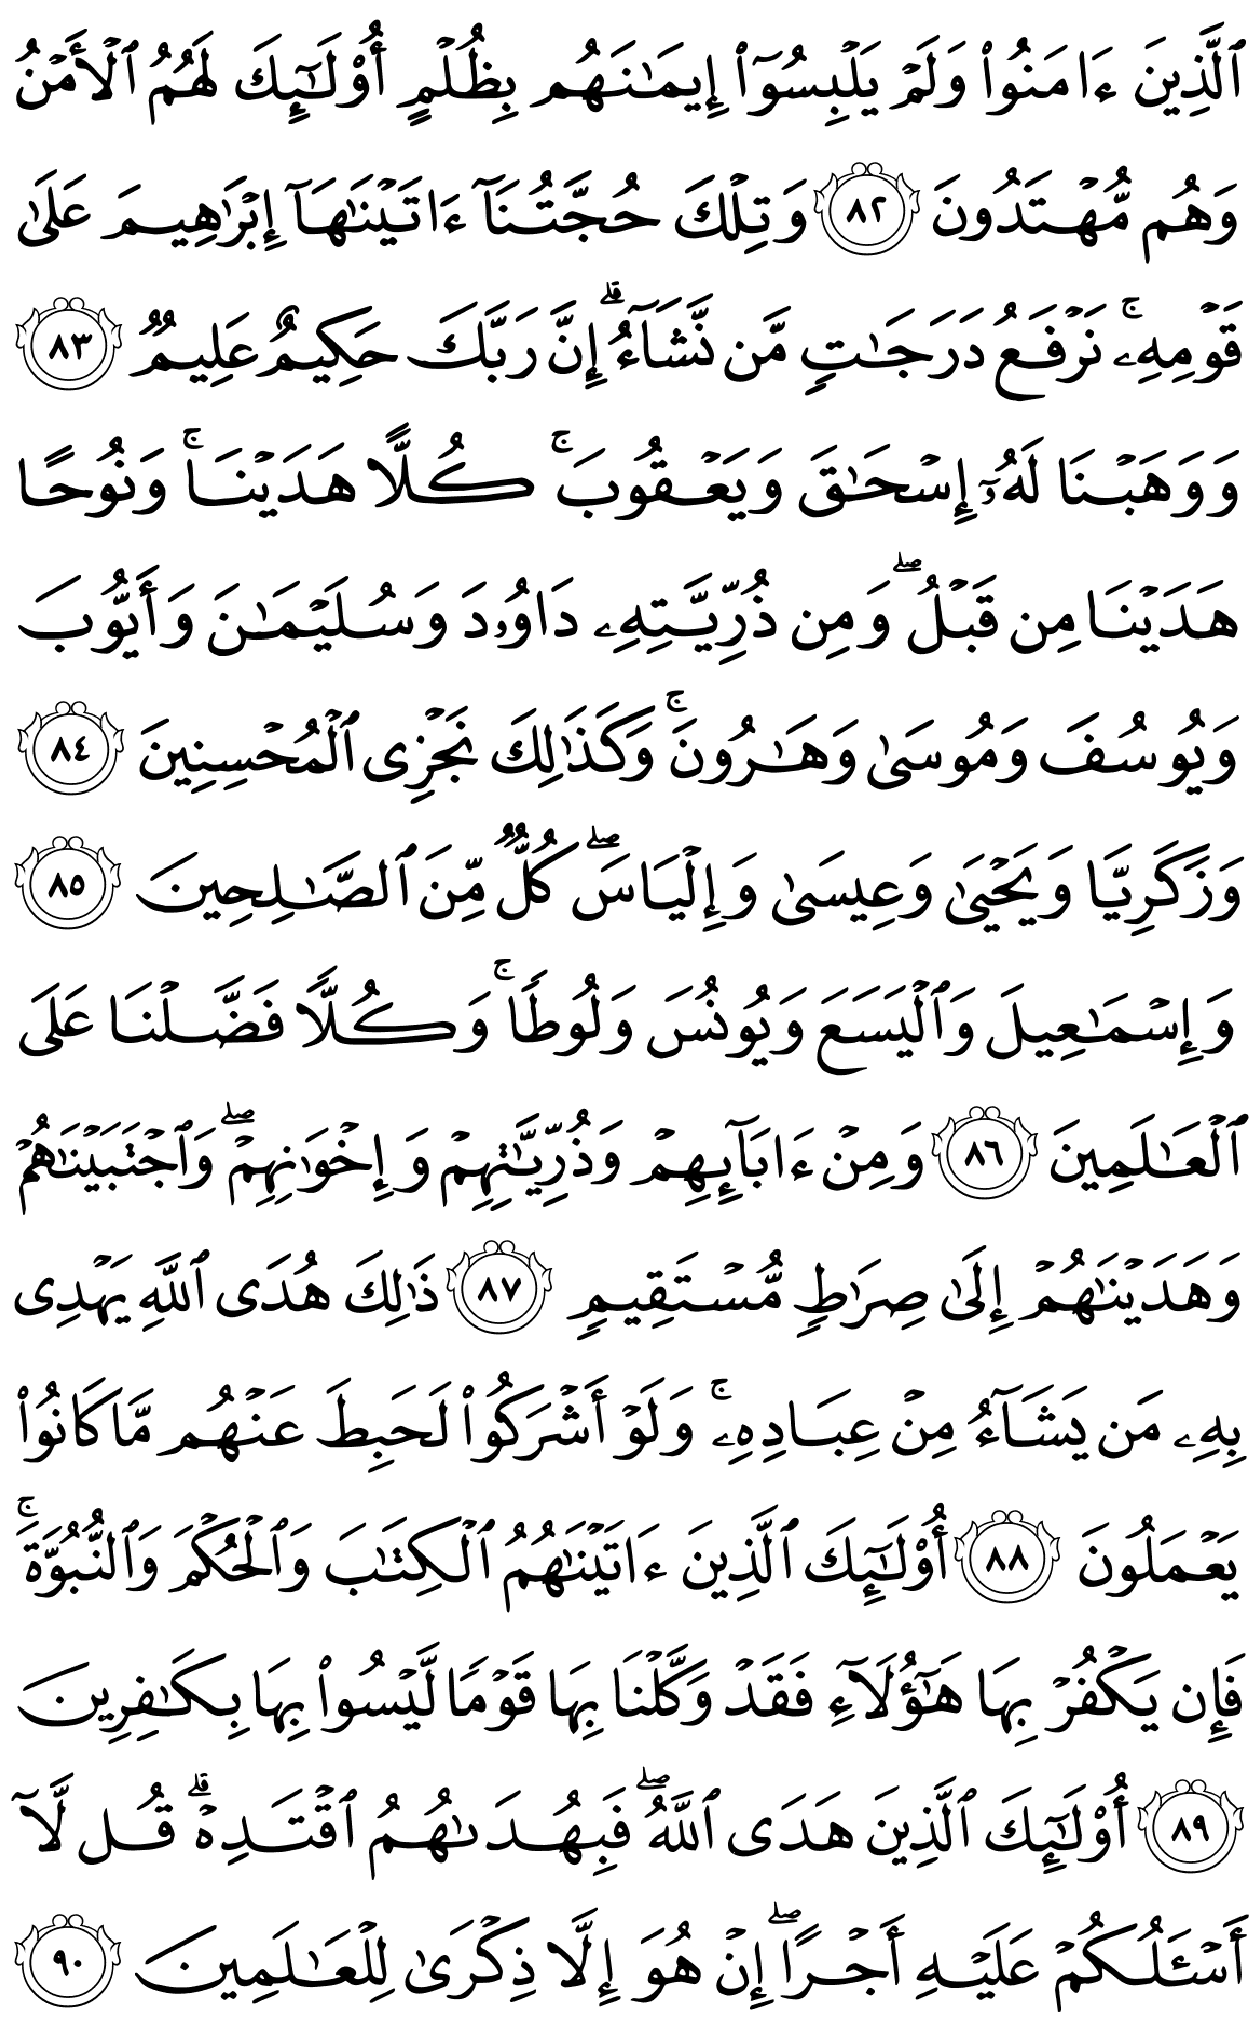 ٱلَّذِينَ ءَامَنُوا۟ وَلَمْ يَلْبِسُوٓا۟ إِيمَـٰنَهُم بِظُلْمٍ أُو۟لَـٰٓئِكَ لَهُمُ ٱلْأَمْنُ
وَهُم مُّهْتَدُونَ ٨٢ وَتِلْكَ حُجَّتُنَآ ءَاتَيْنَـٰهَآ إِبْرَٰهِيمَ عَلَىٰ
قَوْمِهِۦ ۚ نَرْفَعُ دَرَجَـٰتٍ مَّن نَّشَآءُ ۗ إِنَّ رَبَّكَ حَكِيمٌ عَلِيمٌ ٨٣
وَوَهَبْنَا لَهُۥٓ إِسْحَـٰقَ وَيَعْقُوبَ ۚ كُلًّا هَدَيْنَا ۚ وَنُوحًا
هَدَيْنَا مِن قَبْلُ ۖ وَمِن ذُرِّيَّتِهِۦ دَاوُۥدَ وَسُلَيْمَـٰنَ وَأَيُّوبَ
وَيُوسُفَ وَمُوسَىٰ وَهَـٰرُونَ ۚ وَكَذَٰلِكَ نَجْزِى ٱلْمُحْسِنِينَ ٨٤
وَزَكَرِيَّا وَيَحْيَىٰ وَعِيسَىٰ وَإِلْيَاسَ ۖ كُلٌّ مِّنَ ٱلصَّـٰلِحِينَ ٨٥
وَإِسْمَـٰعِيلَ وَٱلْيَسَعَ وَيُونُسَ وَلُوطًا ۚ وَكُلًّا فَضَّلْنَا عَلَى
ٱلْعَـٰلَمِينَ ٨٦ وَمِنْ ءَابَآئِهِمْ وَذُرِّيَّـٰتِهِمْ وَإِخْوَٰنِهِمْ ۖ وَٱجْتَبَيْنَـٰهُمْ
وَهَدَيْنَـٰهُمْ إِلَىٰ صِرَٰطٍ مُّسْتَقِيمٍ ٨٧ ذَٰلِكَ هُدَى ٱللَّهِ يَهْدِى
بِهِۦ مَن يَشَآءُ مِنْ عِبَادِهِۦ ۚ وَلَوْ أَشْرَكُوا۟ لَحَبِطَ عَنْهُم مَّا كَانُوا۟
يَعْمَلُونَ ٨٨ أُو۟لَـٰٓئِكَ ٱلَّذِينَ ءَاتَيْنَـٰهُمُ ٱلْكِتَـٰبَ وَٱلْحُكْمَ وَٱلنُّبُوَّةَ ۚ
فَإِن يَكْفُرْ بِهَا هَـٰٓؤُلَآءِ فَقَدْ وَكَّلْنَا بِهَا قَوْمًا لَّيْسُوا۟ بِهَا بِكَـٰفِرِينَ
٨٩ أُو۟لَـٰٓئِكَ ٱلَّذِينَ هَدَى ٱللَّهُ ۖ فَبِهُدَىٰهُمُ ٱقْتَدِهْ ۗ قُل لَّآ
أَسْـَٔلُكُمْ عَلَيْهِ أَجْرًا ۖ إِنْ هُوَ إِلَّا ذِكْرَىٰ لِلْعَـٰلَمِينَ ٩٠